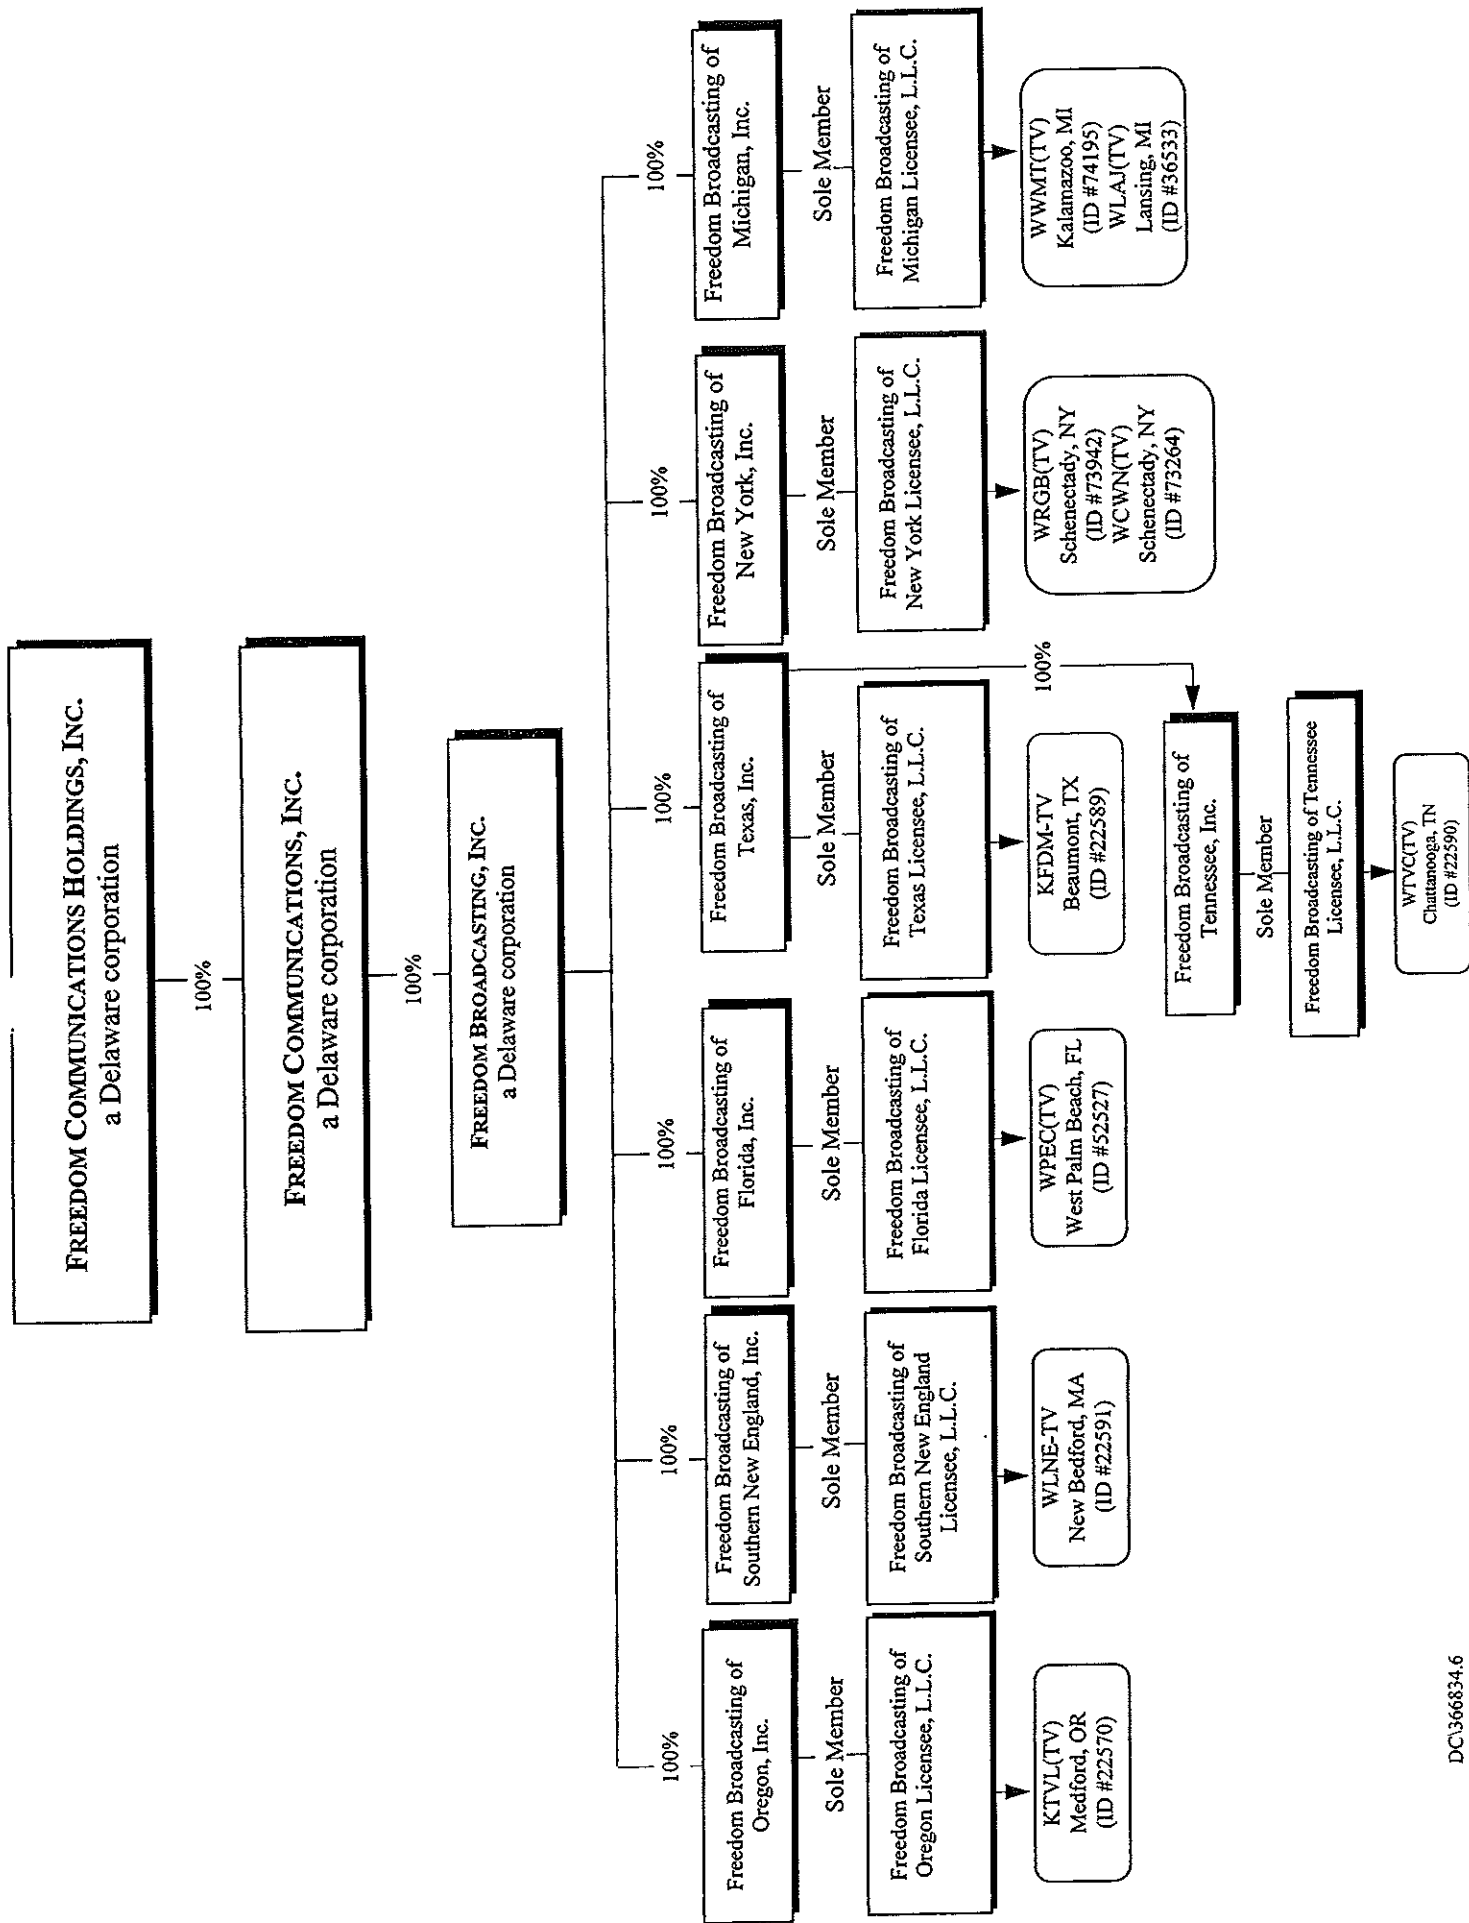 FREEDOM COMMUNICATIONS HOLDINGS, INC.
a Delaware corporation
100%
FREEDOM COMMUNICATIONS, INC.
a Delaware corporation
100%
FREEDOM BROADCASTING, INC.
a Delaware corporation
100%
100%
100%
100%
100%
100%
Freedom Broadcasting of
Oregon, Inc.
Freedom Broadcasting of
Southern New England, Inc.
Freedom Broadcasting of
Florida, Inc.
Freedom Broadcasting of
Texas, Inc.
Freedom Broadcasting of
New York, Inc.
Freedom Broadcasting of
Michigan, Inc.
Sole Member
Sole Member
Sole Member
Sole Member
Sole Member
Sole Member
Freedom Broadcasting of
Oregon Licensee, L.L.C.
Freedom Broadcasting of
Southern New England
Licensee, L.L.C.
Freedom Broadcasting of
Florida Licensee, L.L.C.
Freedom Broadcasting of
Texas Licensee, L.L.C.
Freedom Broadcasting of
New York Licensee, L.L.C.
Freedom Broadcasting of
Michigan Licensee, L.L.C.
KTVL(TV)
Medford, OR
(ID #22570)
WLNE-TV
New Bedford, MA
(ID #22591)
WPEC(TV)
West Palm Beach, FL
(ID #52527)
KFDM-TV
Beaumont, TX
(ID #22589)
100%
WRGB(TV)
Schenectady, NY
(ID #73942)
WCWN(TV)
Schenectady, NY
(ID #73264)
WWMT(TV)
Kalamazoo, MI
(ID #74195)
WLAJ(TV)
Lansing, MI
(ID #36533)
Freedom Broadcasting of
Tennessee, Inc.
Sole Member
Freedom Broadcasting of Tennessee
Licensee, L.L.C.
WTVC(TV)
Chattanooga, TN
(ID #22590)
DC\366834.6